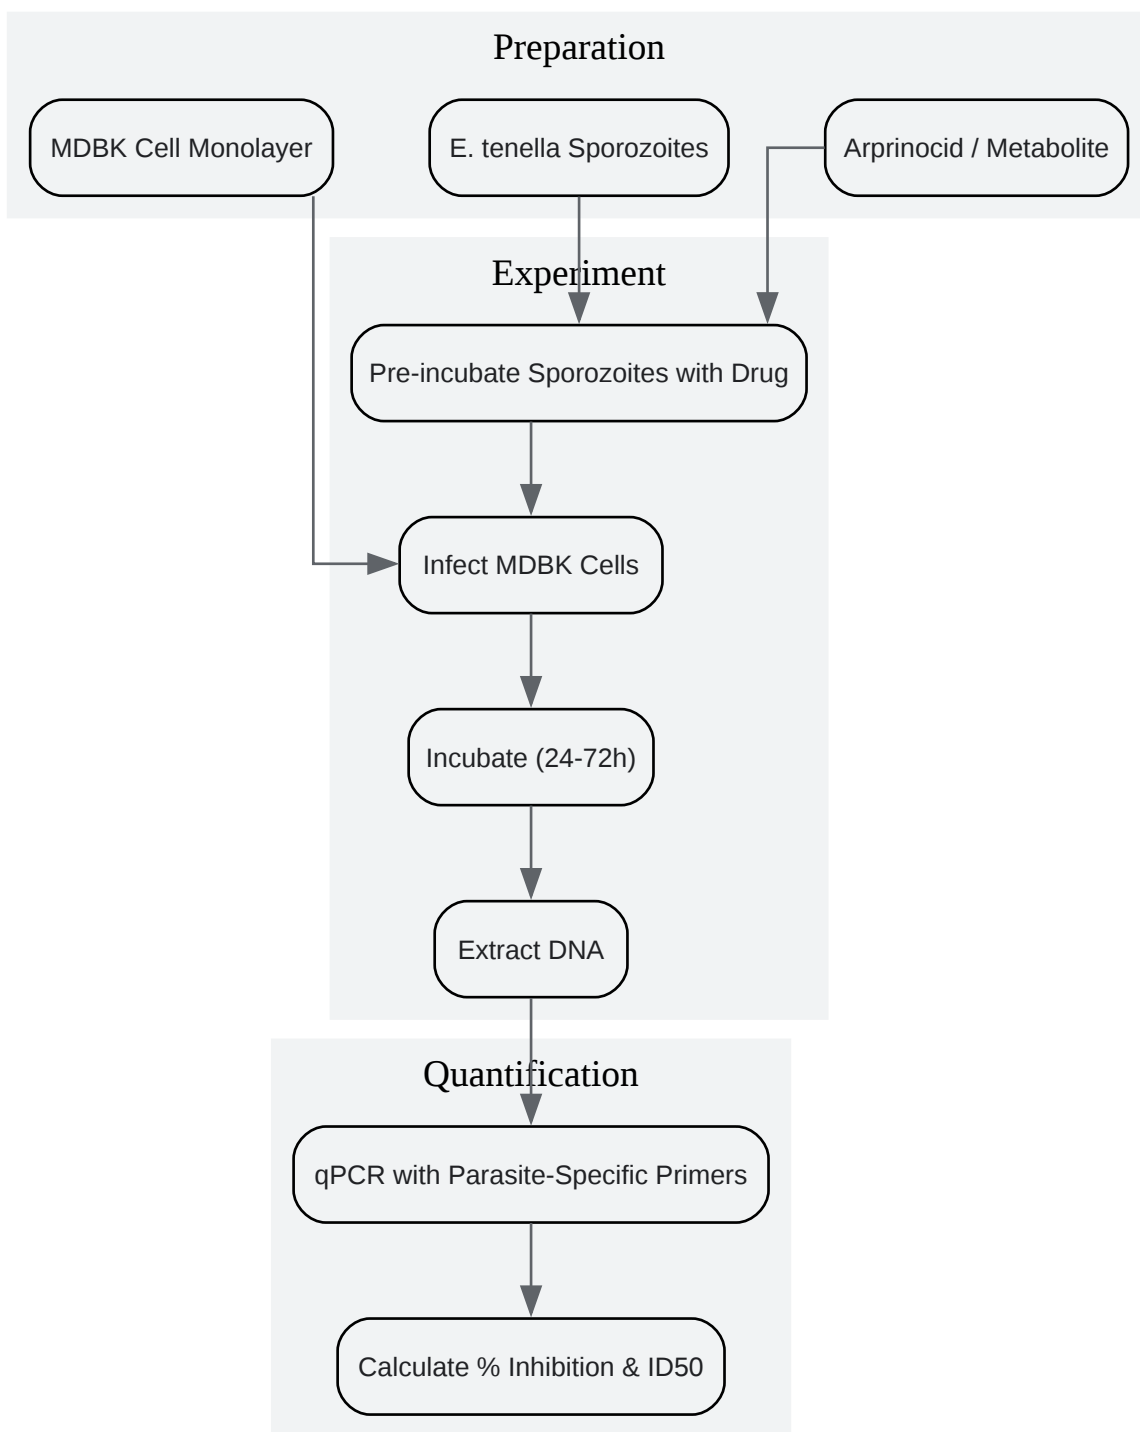 Preparation
MDBK Cell Monolayer
E. tenella Sporozoites
Arprinocid / Metabolite
Experiment
Pre-incubate Sporozoites with Drug
Infect MDBK Cells
Incubate (24-72h)
Extract DNA
Quantification
qPCR with Parasite-Specific Primers
Calculate % Inhibition & ID50